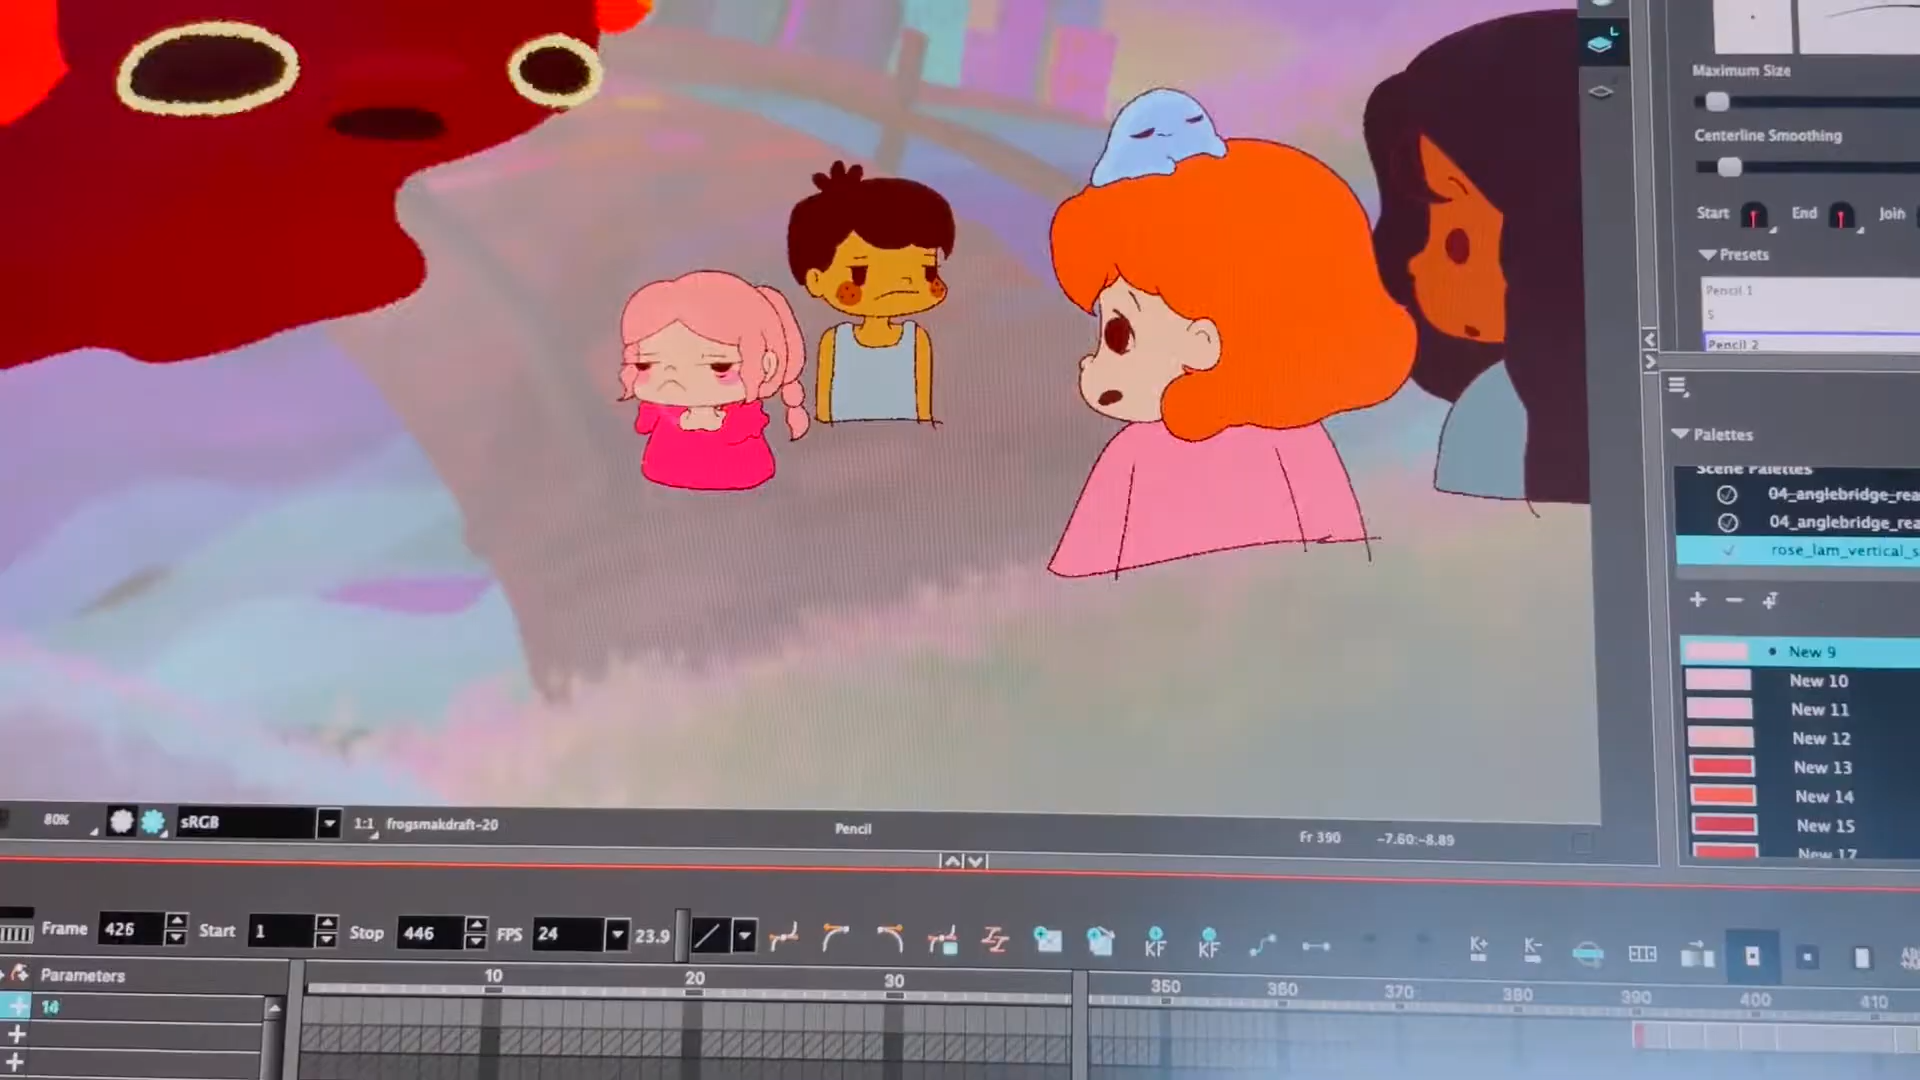 L
Maximum Size
Centerline Smoothing
Start End Join
Presets
Pencil 1
S
Pencil 2
Palettes
Scene Palettes
04_anglebridge_rea
04_anglebridge_rea
rose_lam_vertical_s
New 9
New 10
New 11
New 12
New 13
New 14
New 15
New 17
80% sRGB 1:1 frogsmakdraft-20 Pencil Fr 390 -7.60:-8.89
Frame 426 Start 1 Stop 446 FPS 24 23.9 KF KF K+ K-
Parameters 10 20 30 350 360 370 380 390 400 410